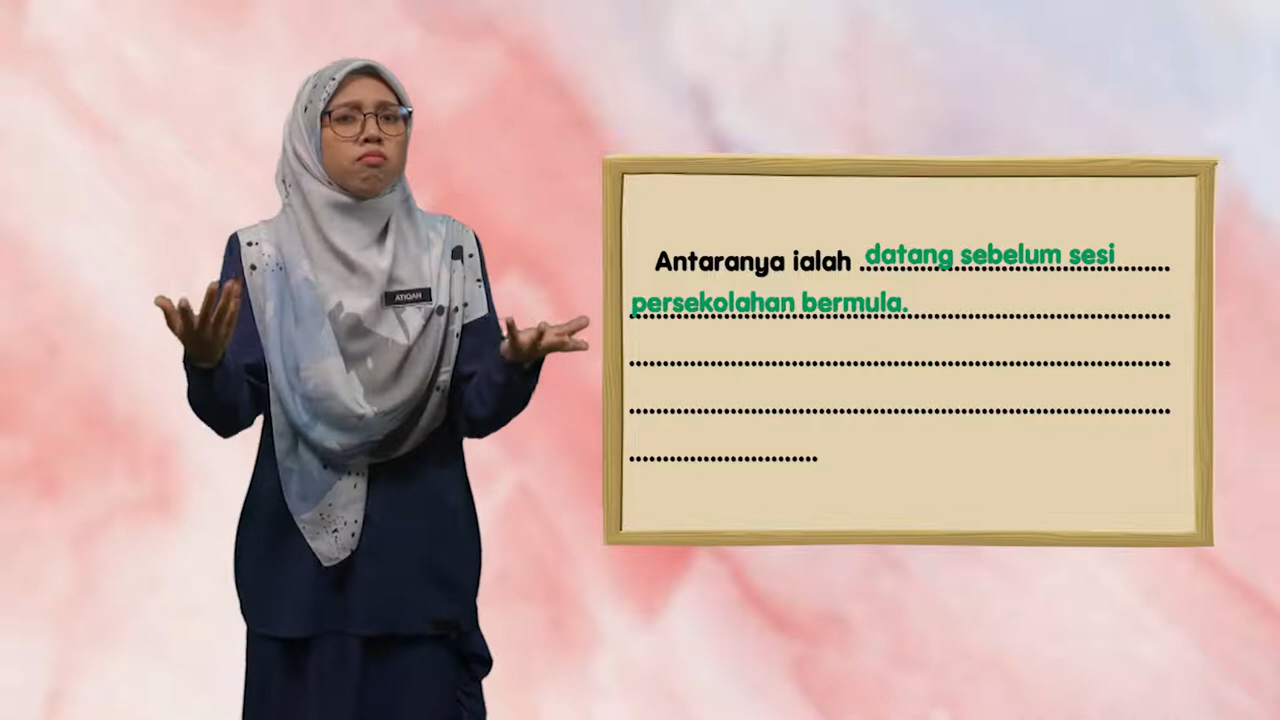 ATIQAH
Antaranya ialah datang sebelum sesi
persekolahan bermula.